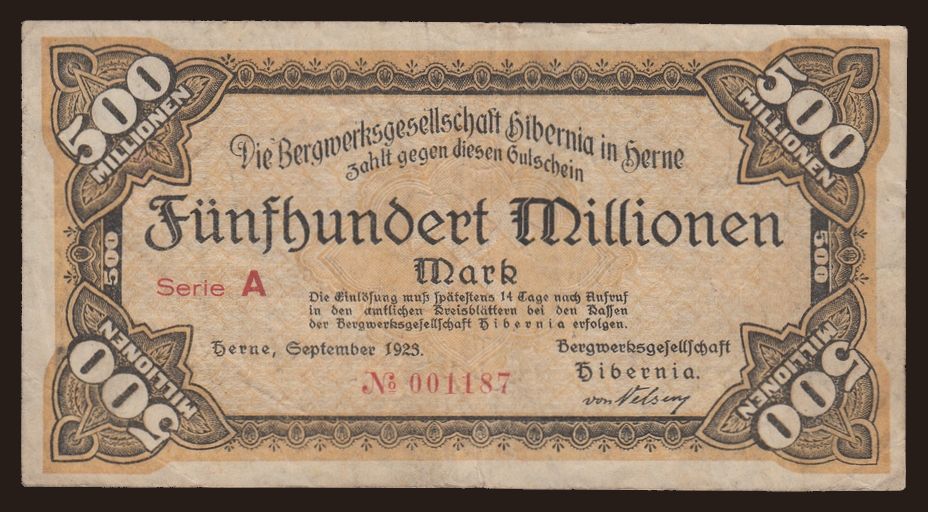 500 MILLIONEN
500 MILLIONEN
Die Bergwerksgesellschaft Hibernia in Herne
zahlt gegen diesen Gutschein
Fünfhundert Millionen
Mark
500
500
Serie A
Die Einlösung muß spätestens 14 Tage nach Aufruf
in den amtlichen Kreisblättern bei den Kassen
der Bergwerksgesellschaft Hibernia erfolgen.
Herne, September 1923.
Bergwerksgesellschaft
Hibernia.
№ 001187
von Velsen
500 MILLIONEN
500 MILLIONEN